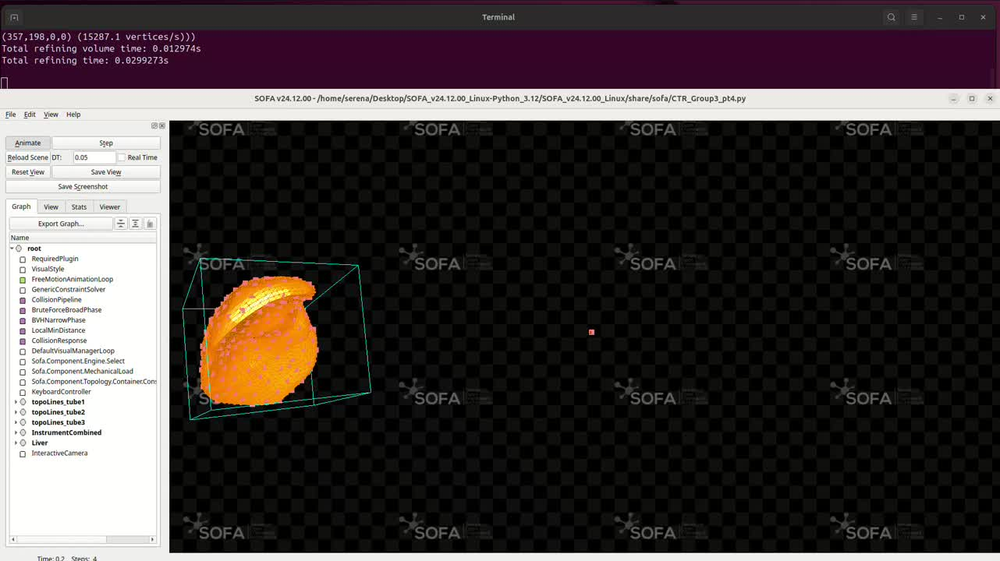 Terminal
(357,198,0,0) (15287.1 vertices/s)))
Total refining volume time: 0.012974s
Total refining time: 0.0299273s
SOFA v24.12.00 - /home/serena/Desktop/SOFA_v24.12.00_Linux-Python_3.12/SOFA_v24.12.00_Linux/share/sofa/CTR_Group3_pt4.py
File Edit View Help
Animate Step
Reload Scene DT: 0.05 Real Time
Reset View Save View
Save Screenshot
Graph View Stats Viewer
Export Graph...
Name
root
RequiredPlugin
VisualStyle
FreeMotionAnimationLoop
GenericConstraintSolver
CollisionPipeline
BruteForceBroadPhase
BVHNarrowPhase
LocalMinDistance
CollisionResponse
DefaultVisualManagerLoop
Sofa.Component.Engine.Select
Sofa.Component.MechanicalLoad
Sofa.Component.Topology.Container.Cons
KeyboardController
topoLines_tube1
topoLines_tube2
topoLines_tube3
InstrumentCombined
Liver
InteractiveCamera
Time: 0.2 Steps: 4
SOFA SOFA SOFA SOFA
SOFA SOFA SOFA SOFA
SOFA SOFA SOFA SOFA
SOFA SOFA SOFA SOFA